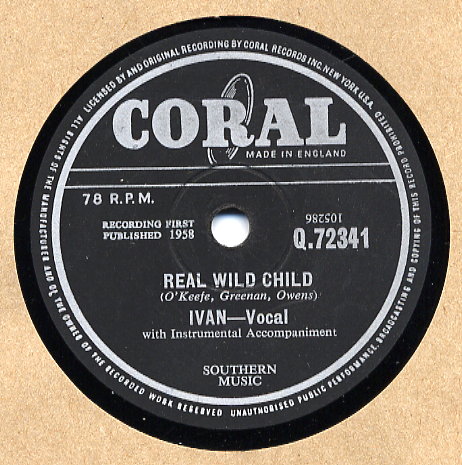 ALL RIGHTS OF THE MANUFACTURER AND OF THE OWNER OF THE RECORDED WORK RESERVED UNAUTHORISED PUBLIC PERFORMANCE, BROADCASTING AND COPYING OF THIS RECORD PROHIBITED
LICENSED BY AND ORIGINAL RECORDING BY CORAL RECORDS INC. NEW YORK U.S.A.
CORAL
MADE IN ENGLAND
78 R.P.M.
RECORDING FIRST
PUBLISHED 1958
105286
Q.72341
REAL WILD CHILD
(O'Keefe, Greenan, Owens)
IVAN—Vocal
with Instrumental Accompaniment
SOUTHERN
MUSIC